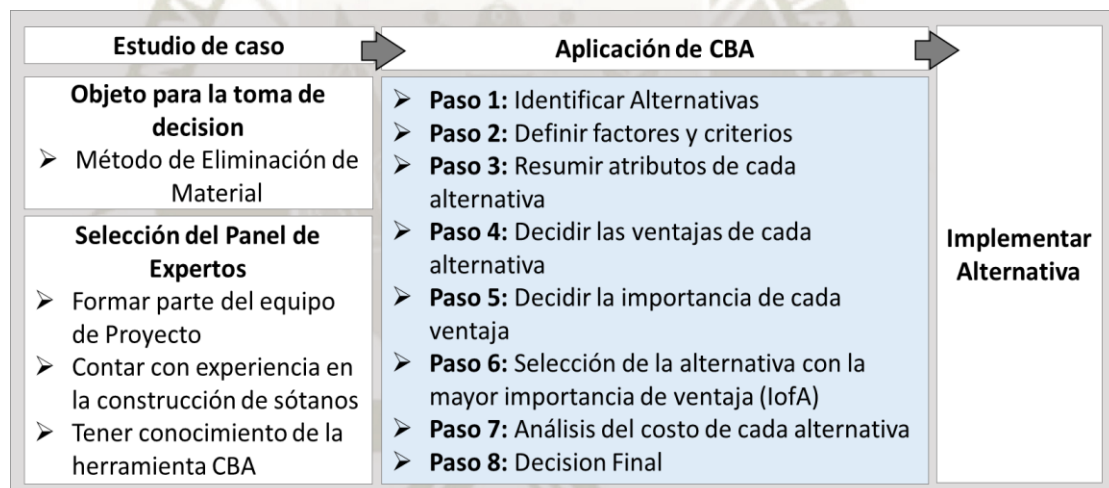 Estudio de caso
Objeto para la toma de
decision
➢ Método de Eliminación de
Material
Selección del Panel de
Expertos
➢ Formar parte del equipo
de Proyecto
➢ Contar con experiencia en
la construcción de sótanos
➢ Tener conocimiento de la
herramienta CBA
Aplicación de CBA
➢ Paso 1: Identificar Alternativas
➢ Paso 2: Definir factores y criterios
➢ Paso 3: Resumir atributos de cada
alternativa
➢ Paso 4: Decidir las ventajas de cada
alternativa
➢ Paso 5: Decidir la importancia de cada
ventaja
➢ Paso 6: Selección de la alternativa con la
mayor importancia de ventaja (IofA)
➢ Paso 7: Análisis del costo de cada alternativa
➢ Paso 8: Decision Final
Implementar
Alternativa